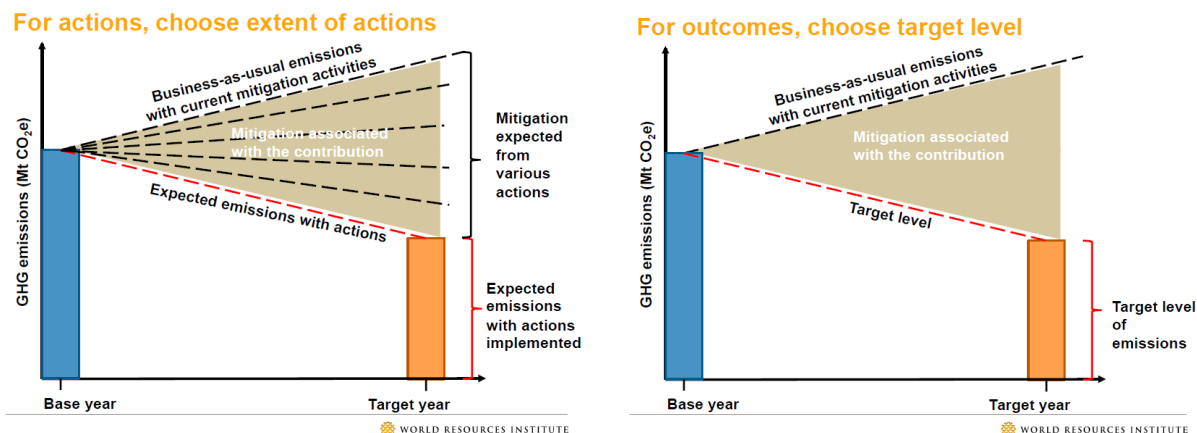 For actions, choose extent of actions
GHG emissions (Mt CO2e)
Business-as-usual emissions
with current mitigation activities
Mitigation associated
with the contribution
Expected emissions with actions
Mitigation
expected
from
various
actions
Expected
emissions
with actions
implemented
Base year
Target year
WORLD RESOURCES INSTITUTE
For outcomes, choose target level
GHG emissions (Mt CO2e)
Business-as-usual emissions
with current mitigation activities
Mitigation associated
with the contribution
Target level
Target level
of
emissions
Base year
Target year
WORLD RESOURCES INSTITUTE